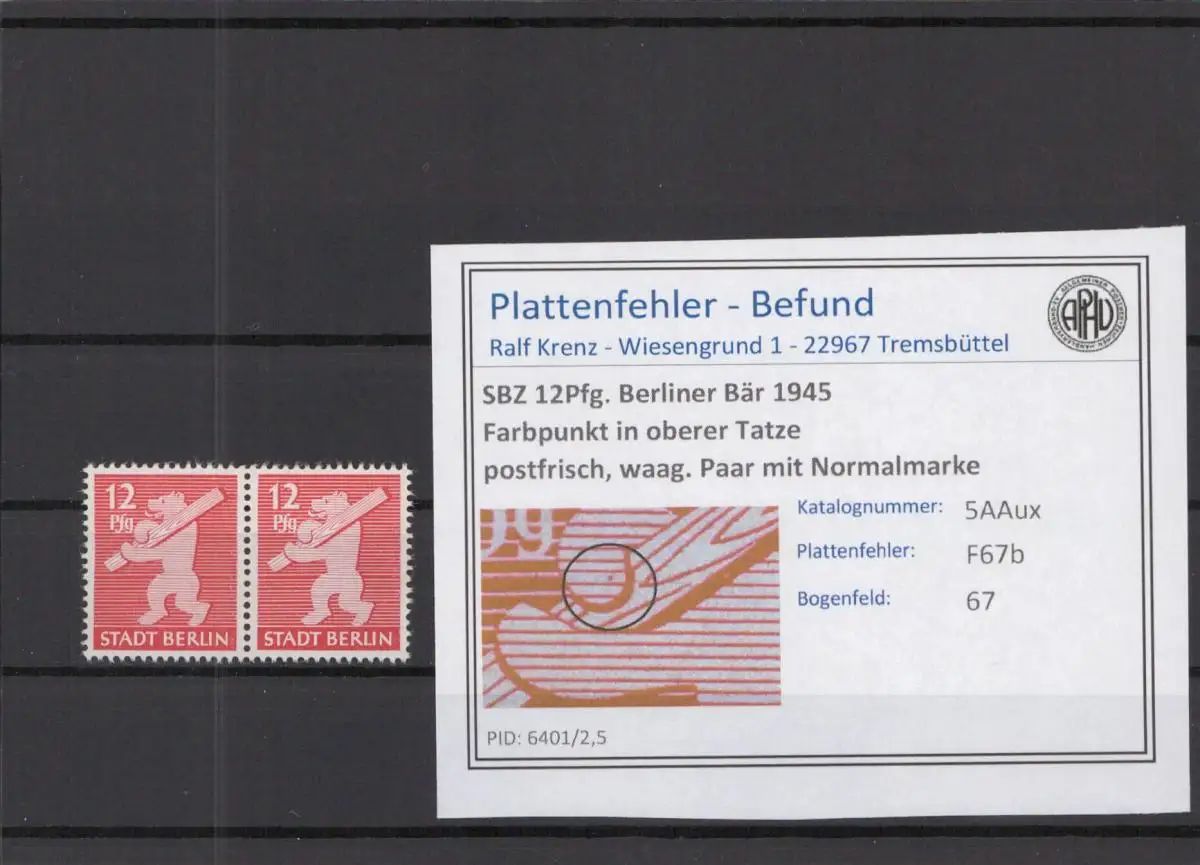 12
Pfg
STADT BERLIN
12
Pfg
STADT BERLIN
Plattenfehler - Befund
Ralf Krenz - Wiesengrund 1 - 22967 Tremsbüttel
APHV
SBZ 12Pfg. Berliner Bär 1945
Farbpunkt in oberer Tatze
postfrisch, waag. Paar mit Normalmarke
Katalognummer: 5AAux
Plattenfehler: F67b
Bogenfeld: 67
PID: 6401/2,5